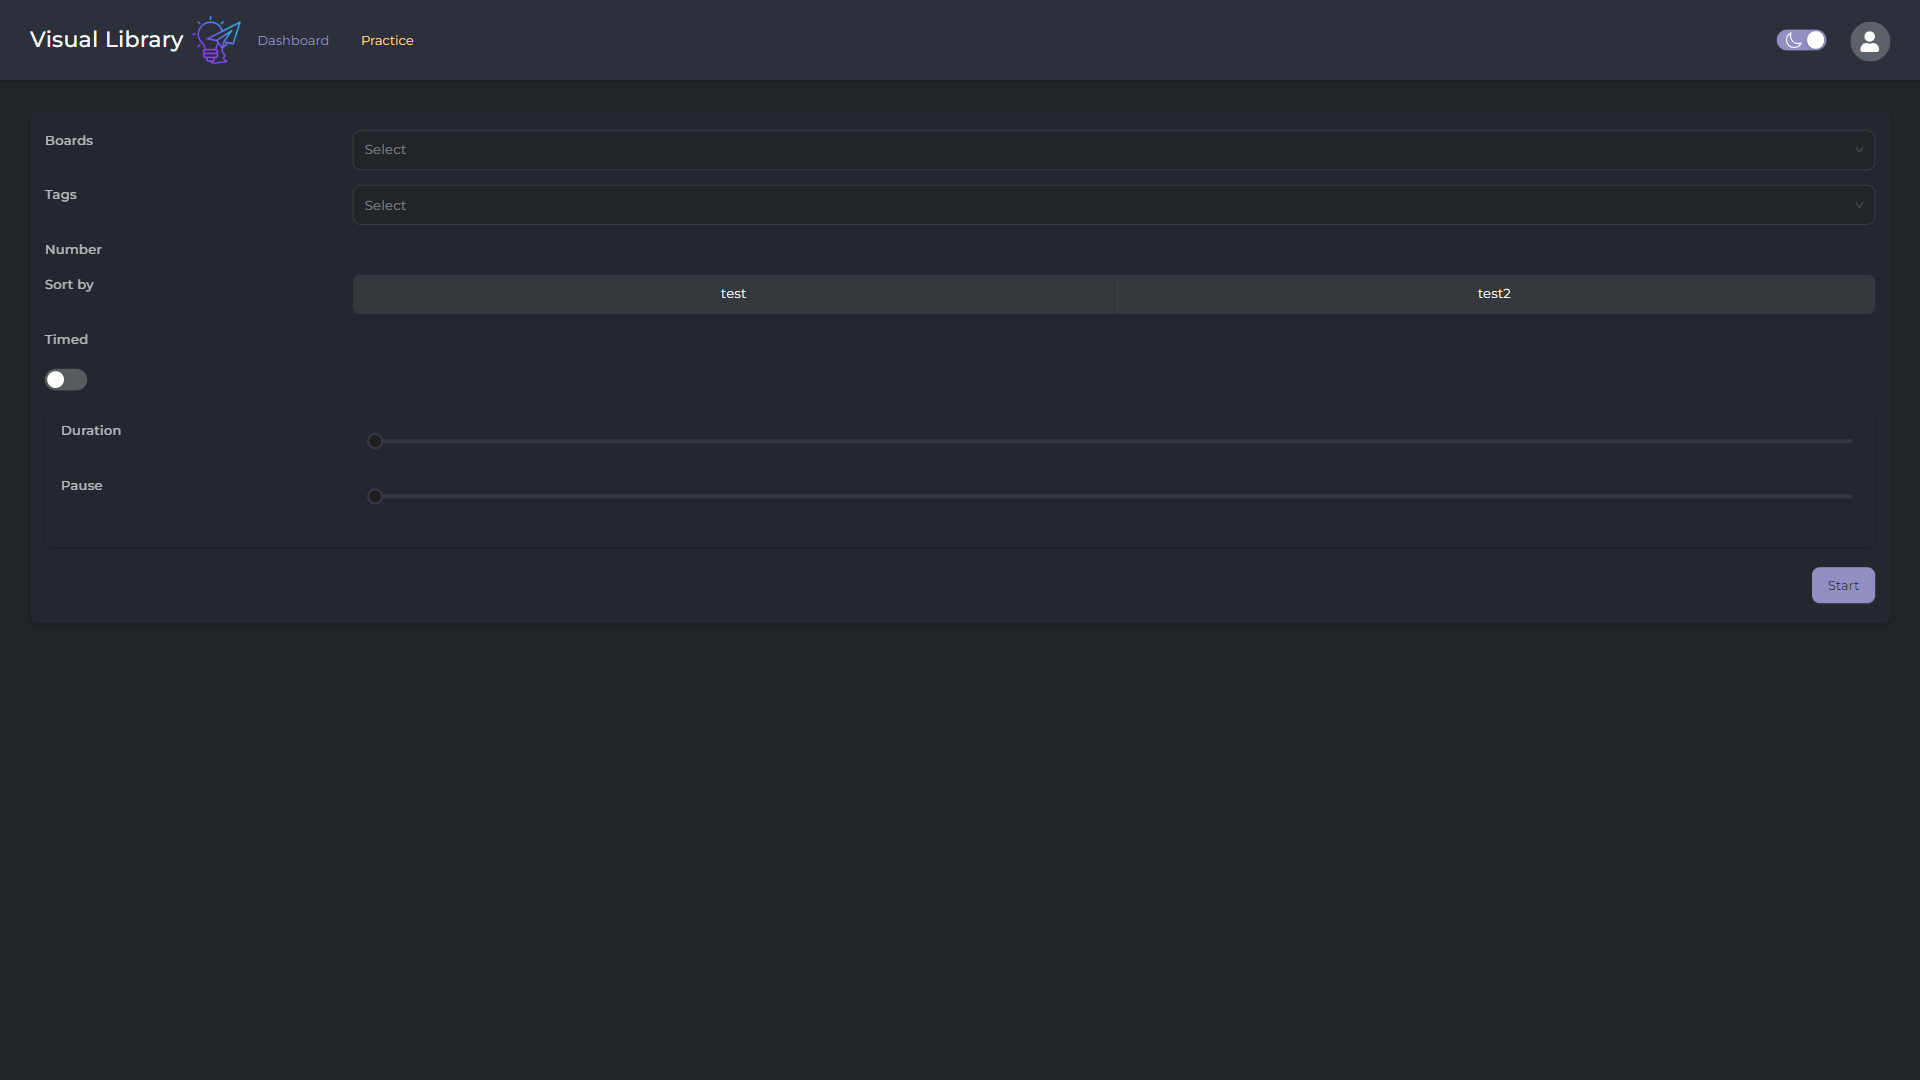 Visual Library
Dashboard
Practice
Boards
Select
Tags
Select
Number
Sort by
test
test2
Timed
Duration
Pause
Start